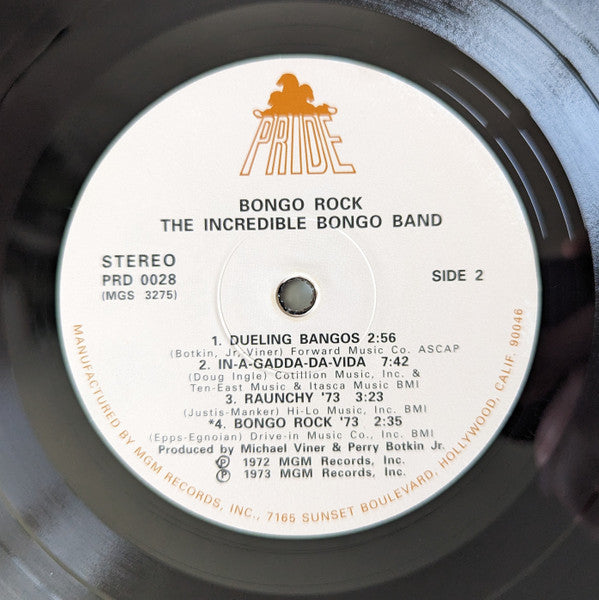 PRIDE
BONGO ROCK
THE INCREDIBLE BONGO BAND
STEREO
PRD 0028
(MGS 3275)
SIDE 2
1. DUELING BANGOS 2:56
(Botkin, Jr, Viner) Forward Music Co. ASCAP
2. IN-A-GADDA-DA-VIDA 7:42
(Doug Ingle) Cotillion Music, Inc. &
Ten-East Music & Itasca Music BMI
3. RAUNCHY '73 3:23
(Justis-Manker) Hi-Lo Music, Inc. BMI
*4. BONGO ROCK '73 2:35
(Epps-Egnoian) Drive-in Music Co., Inc. BMI
Produced by Michael Viner & Perry Botkin Jr.
℗ 1972 MGM Records, Inc.
℗ 1973 MGM Records, Inc.
MANUFACTURED BY MGM RECORDS, INC., 7165 SUNSET BOULEVARD, HOLLYWOOD, CALIF. 90046